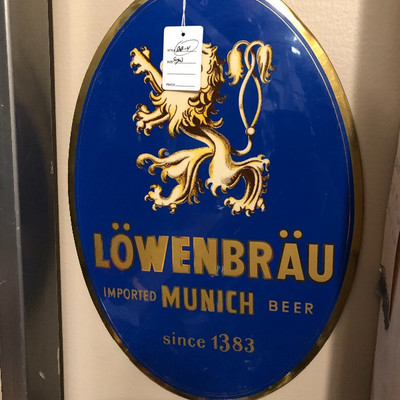 LÖWENBRÄU
IMPORTED MUNICH BEER
since 1383